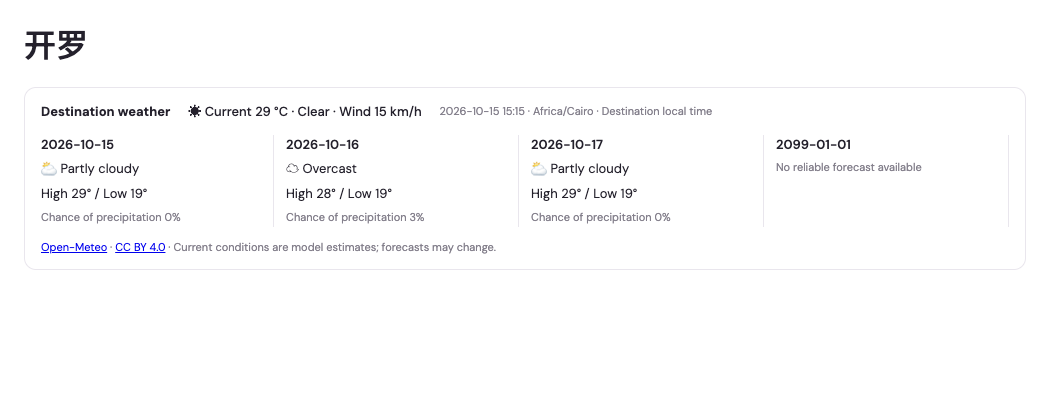 开罗
Destination weather ☀ Current 29 °C · Clear · Wind 15 km/h 2026-10-15 15:15 · Africa/Cairo · Destination local time
2026-10-15
Partly cloudy
High 29° / Low 19°
Chance of precipitation 0%
2026-10-16
Overcast
High 28° / Low 19°
Chance of precipitation 3%
2026-10-17
Partly cloudy
High 29° / Low 19°
Chance of precipitation 0%
2099-01-01
No reliable forecast available
Open-Meteo · CC BY 4.0 · Current conditions are model estimates; forecasts may change.